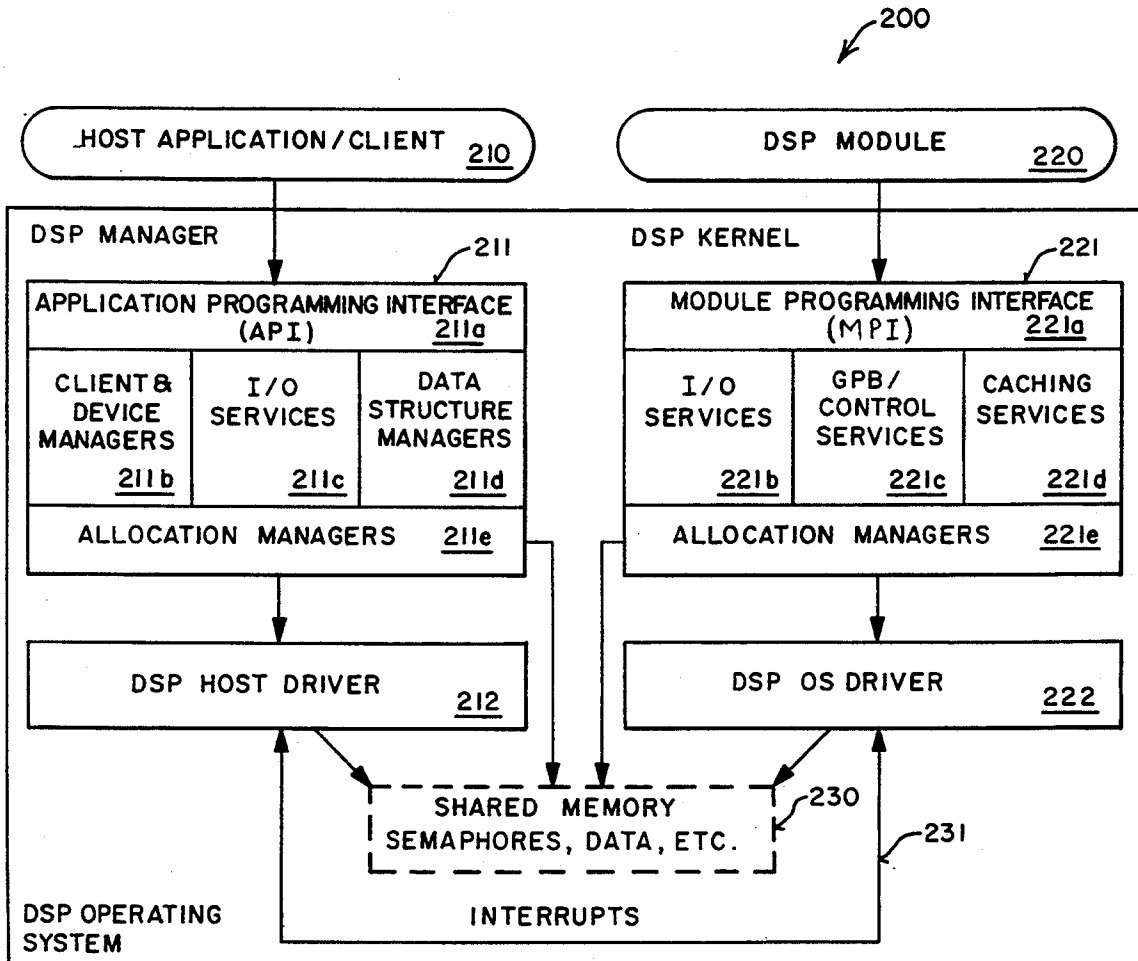 200
HOST APPLICATION/CLIENT 210
DSP MODULE 220
DSP MANAGER
211
DSP KERNEL
221
APPLICATION PROGRAMMING INTERFACE
(API) 211a
CLIENT &
DEVICE
MANAGERS
211b
I/O
SERVICES
211c
DATA
STRUCTURE
MANAGERS
211d
ALLOCATION MANAGERS 211e
MODULE PROGRAMMING INTERFACE
(MPI) 221a
I/O
SERVICES
221b
GPB/
CONTROL
SERVICES
221c
CACHING
SERVICES
221d
ALLOCATION MANAGERS 221e
DSP HOST DRIVER
212
DSP OS DRIVER
222
SHARED MEMORY
SEMAPHORES, DATA, ETC.
230
231
DSP OPERATING
SYSTEM
INTERRUPTS